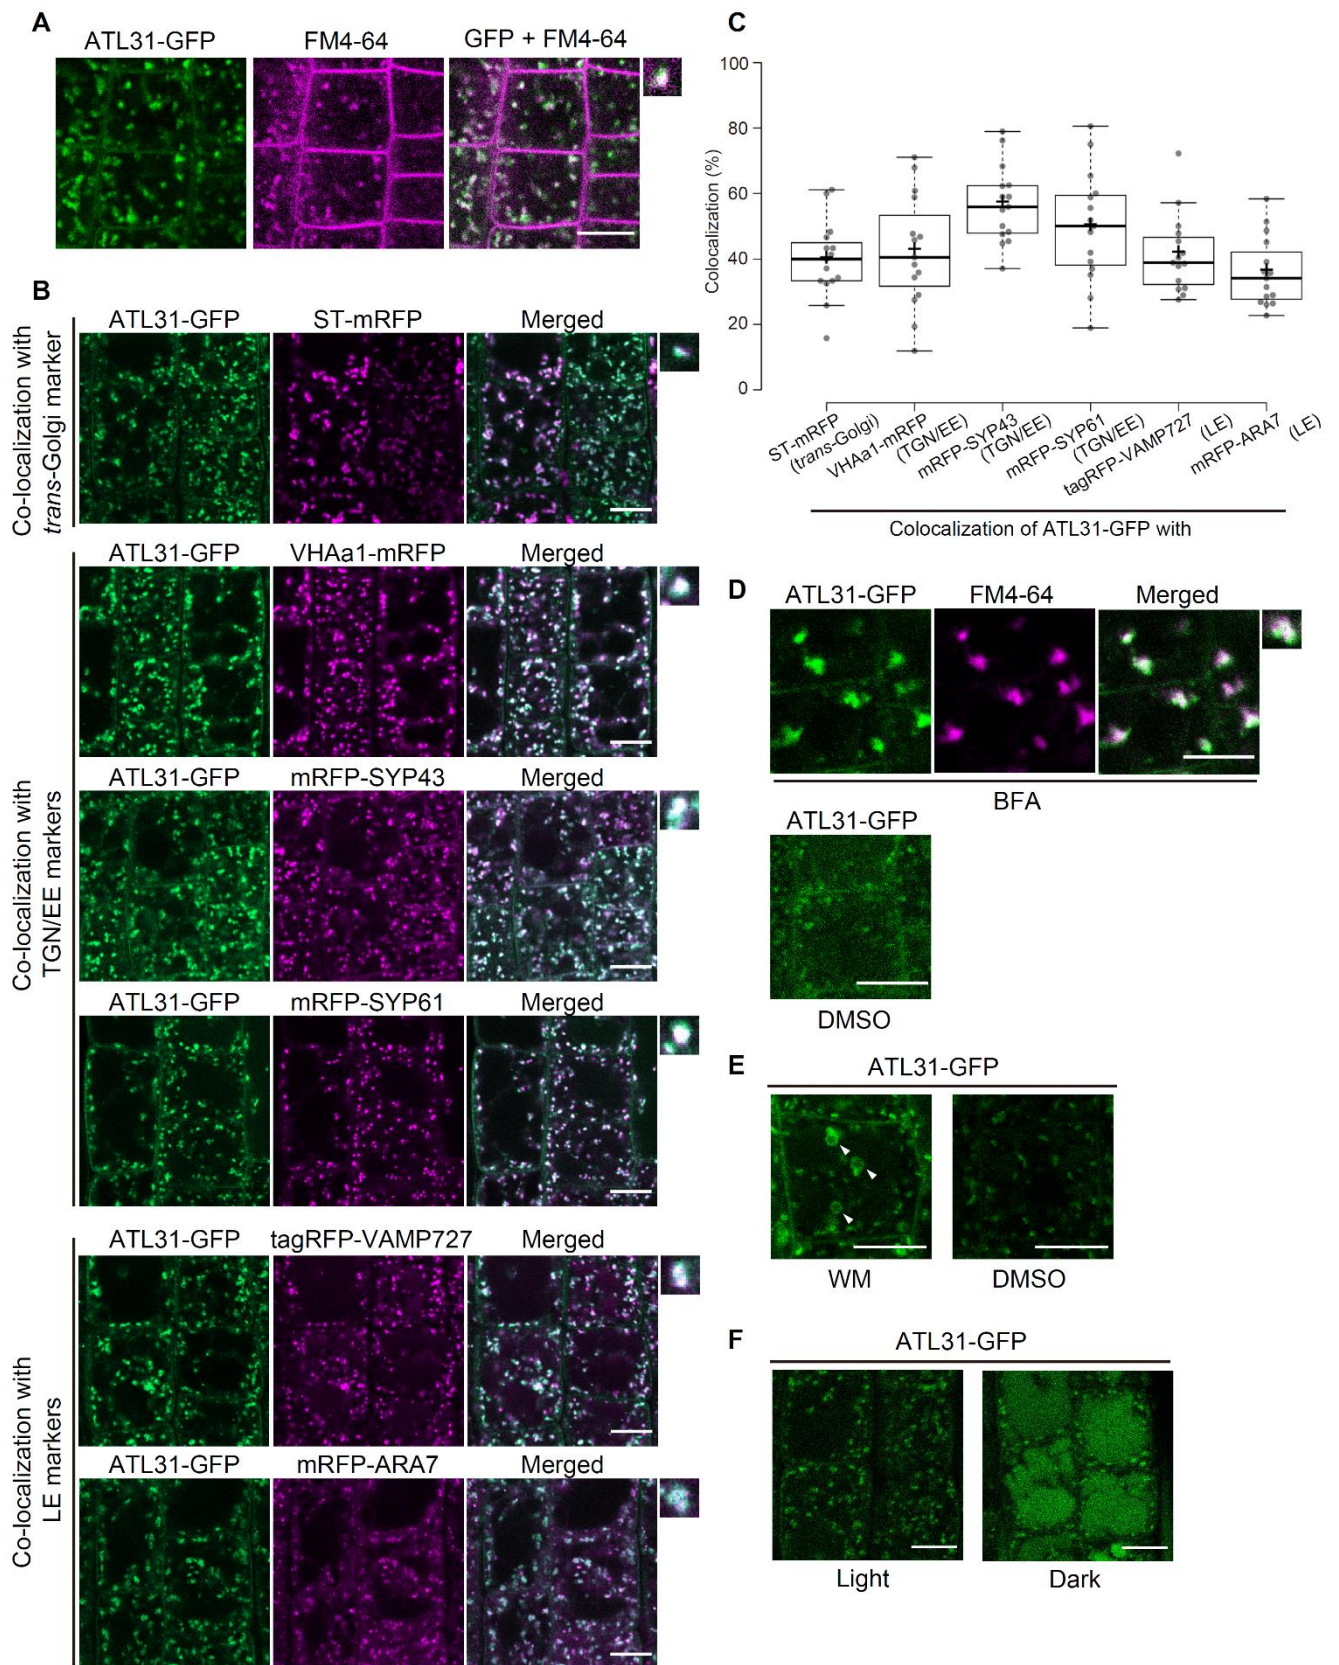 A
ATL31-GFP FM4-64 GFP + FM4-64
B
Co-localization with
trans-Golgi marker
ATL31-GFP ST-mRFP Merged
Co-localization with
TGN/EE markers
ATL31-GFP VHAa1-mRFP Merged
ATL31-GFP mRFP-SYP43 Merged
ATL31-GFP mRFP-SYP61 Merged
Co-localization with
LE markers
ATL31-GFP tagRFP-VAMP727 Merged
ATL31-GFP mRFP-ARA7 Merged
C
Colocalization (%)
100
80
60
40
20
0
ST-mRFP
(trans-Golgi)
VHAa1-mRFP
(TGN/EE)
mRFP-SYP43
(TGN/EE)
mRFP-SYP61
(TGN/EE)
tagRFP-VAMP727
(LE)
mRFP-ARA7
(LE)
Colocalization of ATL31-GFP with
D
ATL31-GFP FM4-64 Merged
BFA
ATL31-GFP
DMSO
E
ATL31-GFP
WM DMSO
F
ATL31-GFP
Light Dark